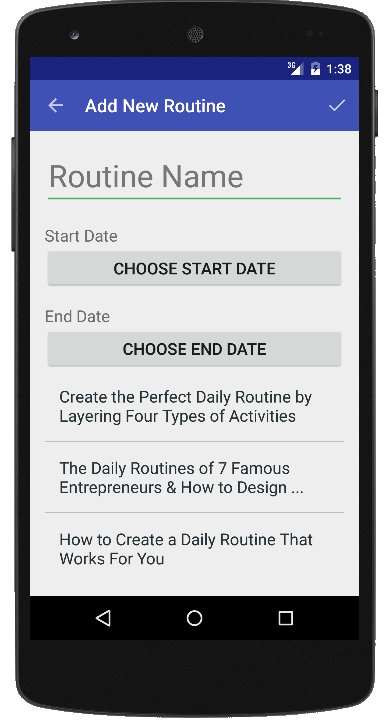 3G 1:38
Add New Routine
Routine Name
Start Date
CHOOSE START DATE
End Date
CHOOSE END DATE
Create the Perfect Daily Routine by
Layering Four Types of Activities
The Daily Routines of 7 Famous
Entrepreneurs & How to Design ...
How to Create a Daily Routine That
Works For You